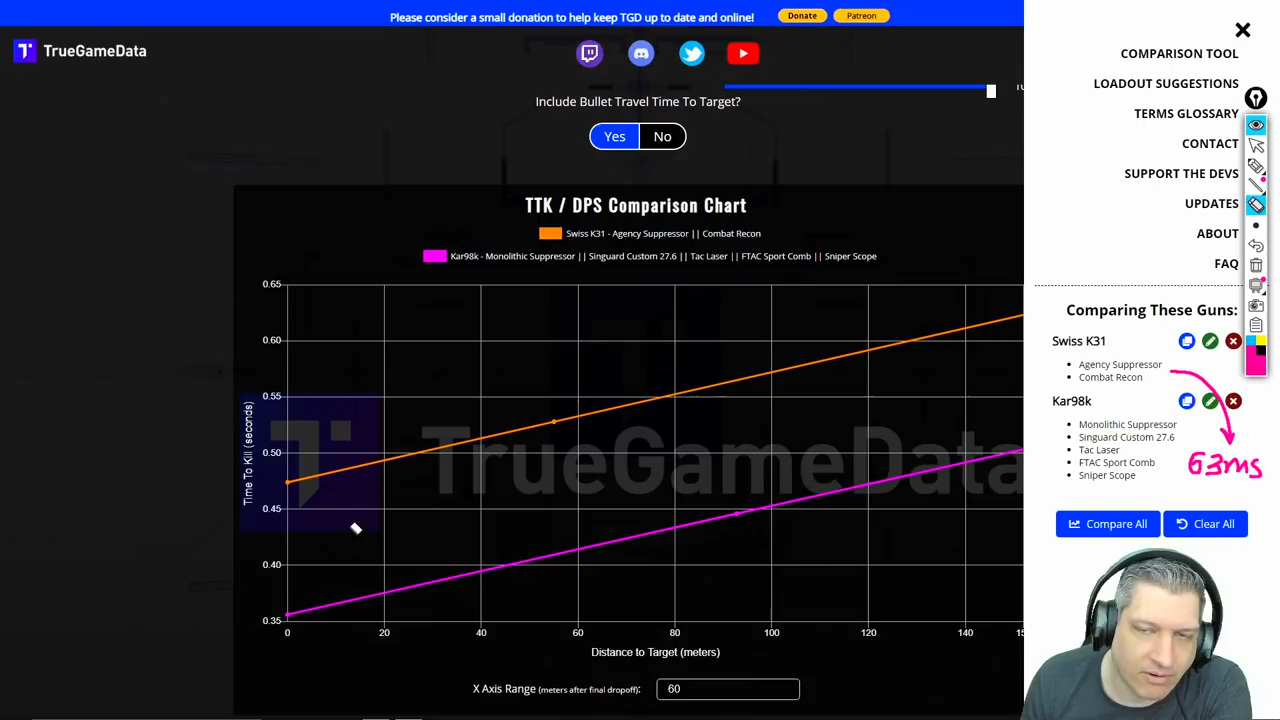 Please consider a small donation to help keep TGD up to date and online!
Donate
Patreon
TrueGameData
Include Bullet Travel Time To Target?
Yes
No
TTK / DPS Comparison Chart
Swiss K31 - Agency Suppressor || Combat Recon
Kar98k - Monolithic Suppressor || Singuard Custom 27.6 || Tac Laser || FTAC Sport Comb || Sniper Scope
Time To Kill (seconds)
0.65
0.60
0.55
0.50
0.45
0.40
0.35
TrueGameData
0
20
40
60
80
100
120
140
Distance to Target (meters)
X Axis Range (meters after final dropoff):
60
COMPARISON TOOL
LOADOUT SUGGESTIONS
TERMS GLOSSARY
CONTACT
SUPPORT THE DEVS
UPDATES
ABOUT
FAQ
Comparing These Guns:
Swiss K31
Agency Suppressor
Combat Recon
Kar98k
Monolithic Suppressor
Singuard Custom 27.6
Tac Laser
FTAC Sport Comb
Sniper Scope
63ms
Compare All
Clear All